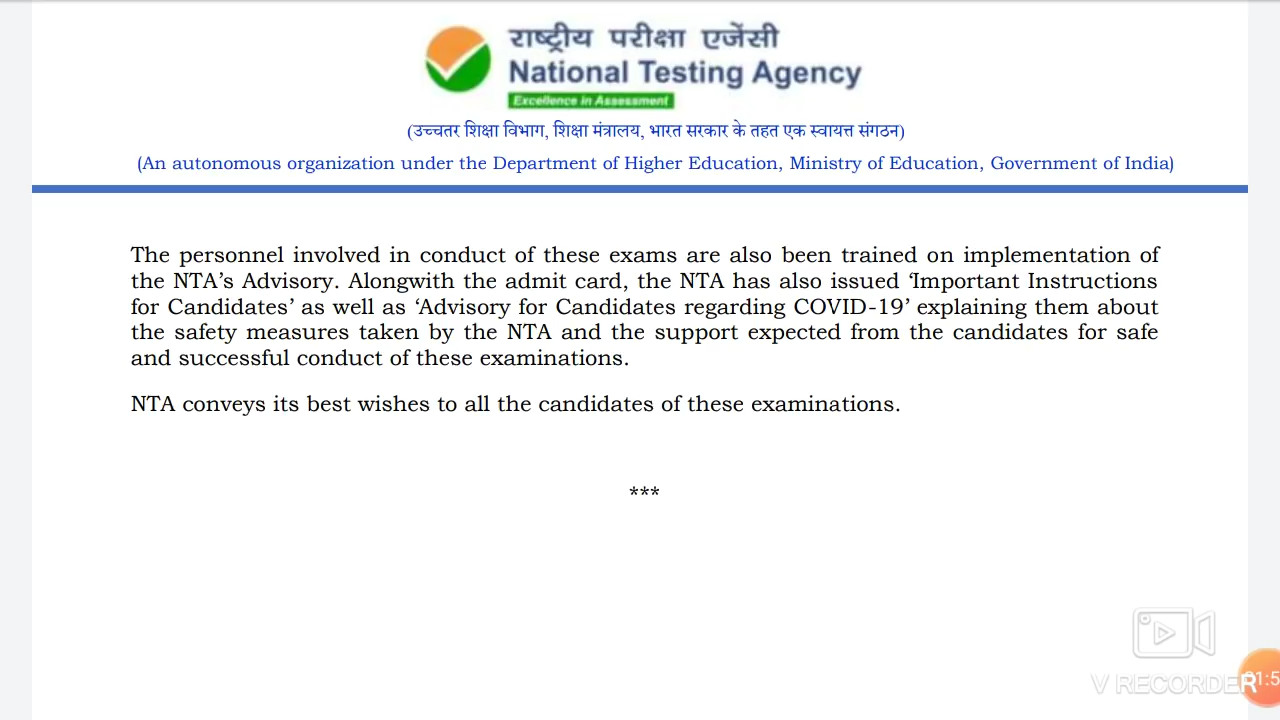 राष्ट्रीय परीक्षा एजेंसी
National Testing Agency
Excellence in Assessment
(उच्चतर शिक्षा विभाग, शिक्षा मंत्रालय, भारत सरकार के तहत एक स्वायत्त संगठन)
(An autonomous organization under the Department of Higher Education, Ministry of Education, Government of India)
The personnel involved in conduct of these exams are also been trained on implementation of
the NTA’s Advisory. Alongwith the admit card, the NTA has also issued ‘Important Instructions
for Candidates’ as well as ‘Advisory for Candidates regarding COVID-19’ explaining them about
the safety measures taken by the NTA and the support expected from the candidates for safe
and successful conduct of these examinations.
NTA conveys its best wishes to all the candidates of these examinations.
***
V RECORDER